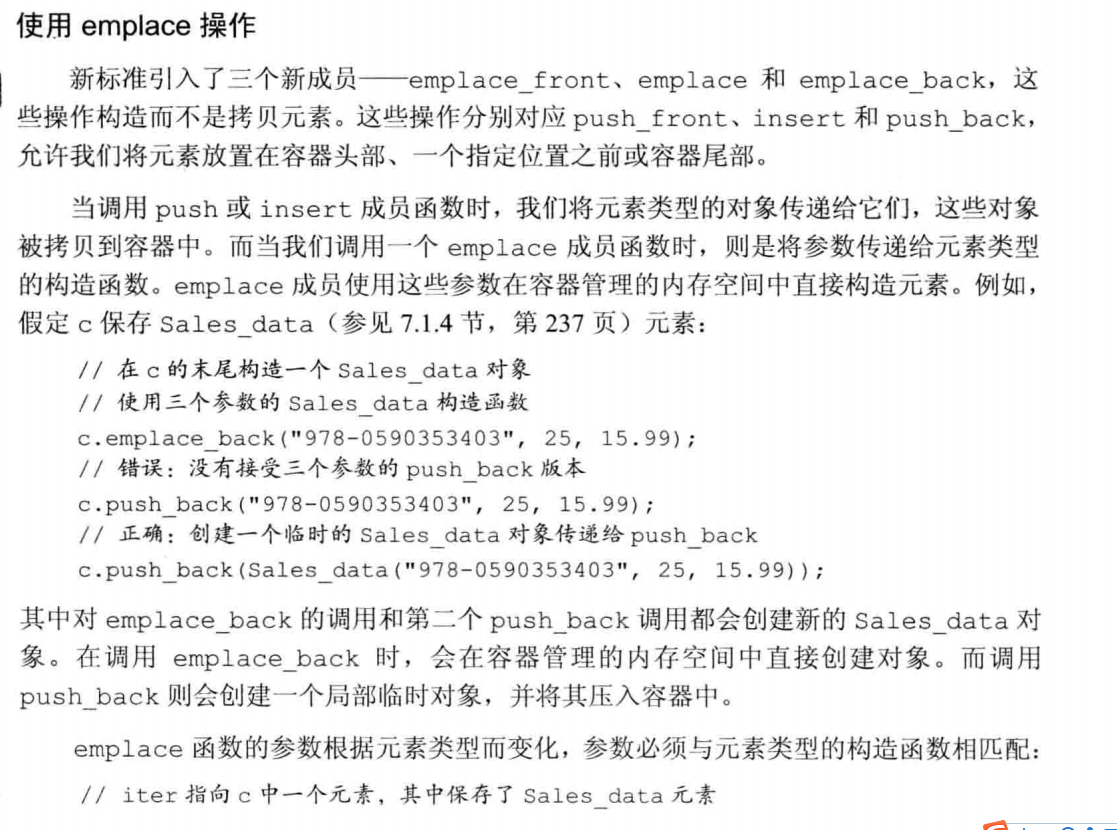 使用 emplace 操作
新标准引入了三个新成员——emplace_front、emplace 和 emplace_back，这
些操作构造而不是拷贝元素。这些操作分别对应 push_front、insert 和 push_back，
允许我们将元素放置在容器头部、一个指定位置之前或容器尾部。
当调用 push 或 insert 成员函数时，我们将元素类型的对象传递给它们，这些对象
被拷贝到容器中。而当我们调用一个 emplace 成员函数时，则是将参数传递给元素类型
的构造函数。emplace 成员使用这些参数在容器管理的内存空间中直接构造元素。例如，
假定 c 保存 Sales_data（参见 7.1.4 节，第 237 页）元素：
// 在 c 的末尾构造一个 Sales_data 对象
// 使用三个参数的 Sales_data 构造函数
c.emplace_back("978-0590353403", 25, 15.99);
// 错误：没有接受三个参数的 push_back 版本
c.push_back("978-0590353403", 25, 15.99);
// 正确：创建一个临时的 Sales_data 对象传递给 push_back
c.push_back(Sales_data("978-0590353403", 25, 15.99));
其中对 emplace_back 的调用和第二个 push_back 调用都会创建新的 Sales_data 对
象。在调用 emplace_back 时，会在容器管理的内存空间中直接创建对象。而调用
push_back 则会创建一个局部临时对象，并将其压入容器中。
emplace 函数的参数根据元素类型而变化，参数必须与元素类型的构造函数相匹配：
// iter 指向 c 中一个元素，其中保存了 Sales_data 元素